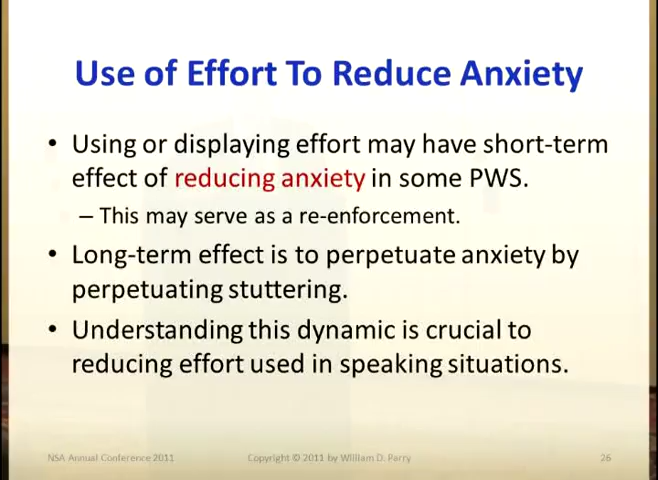 Use of Effort To Reduce Anxiety
• Using or displaying effort may have short-term
effect of reducing anxiety in some PWS.
– This may serve as a re-enforcement.
• Long-term effect is to perpetuate anxiety by
perpetuating stuttering.
• Understanding this dynamic is crucial to
reducing effort used in speaking situations.
NSA Annual Conference 2011 Copyright © 2011 by William D. Parry 26